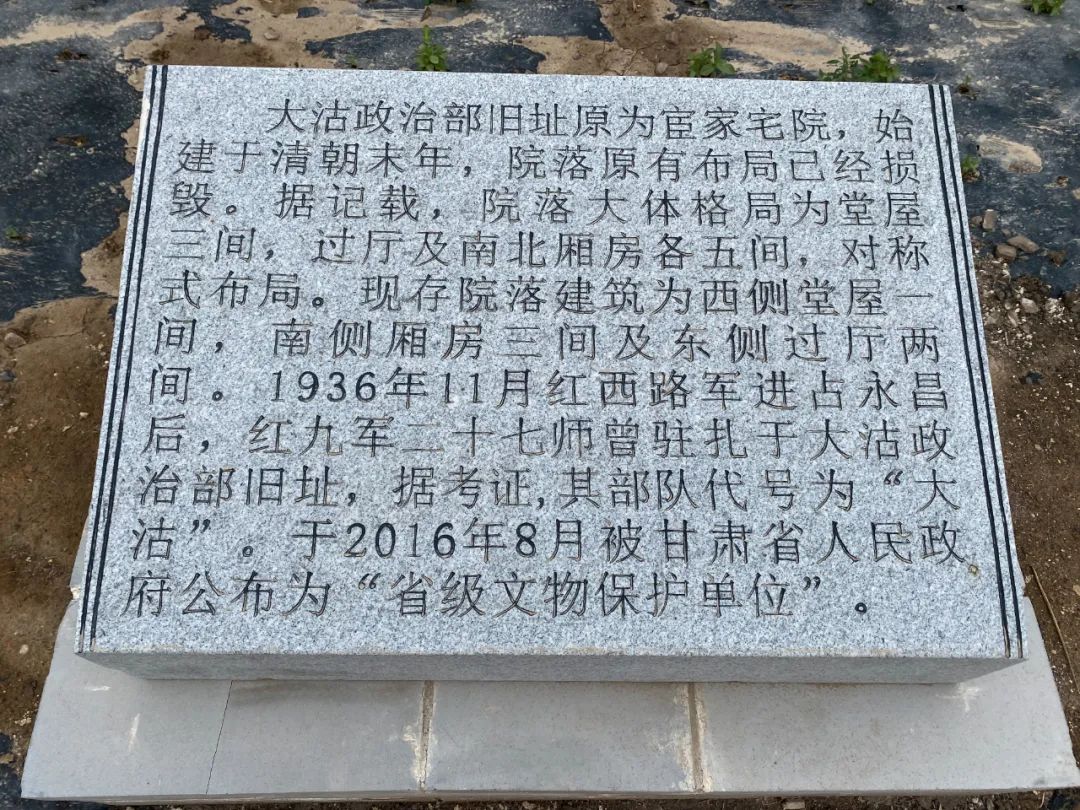 大沽政治部旧址原为宦家宅院，始
建于清朝末年，院落原有布局已经损
毁。据记载，院落大体格局为堂屋
三间，过厅及南北厢房各五间，对称
式布局。现存院落建筑为西侧堂屋一
间，南侧厢房三间及东侧过厅两
间。1936年11月红西路军进占永昌
后，红九军二十七师曾驻扎于大沽政
治部旧址，据考证,其部队代号为“大
沽”。于2016年8月被甘肃省人民政
府公布为“省级文物保护单位”。